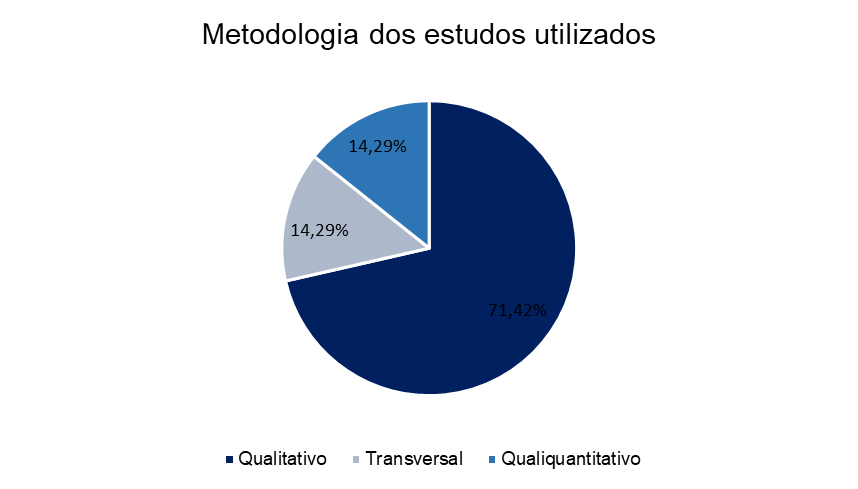 Metodologia dos estudos utilizados
14,29%
14,29%
71,42%
Qualitativo Transversal Qualiquantitativo